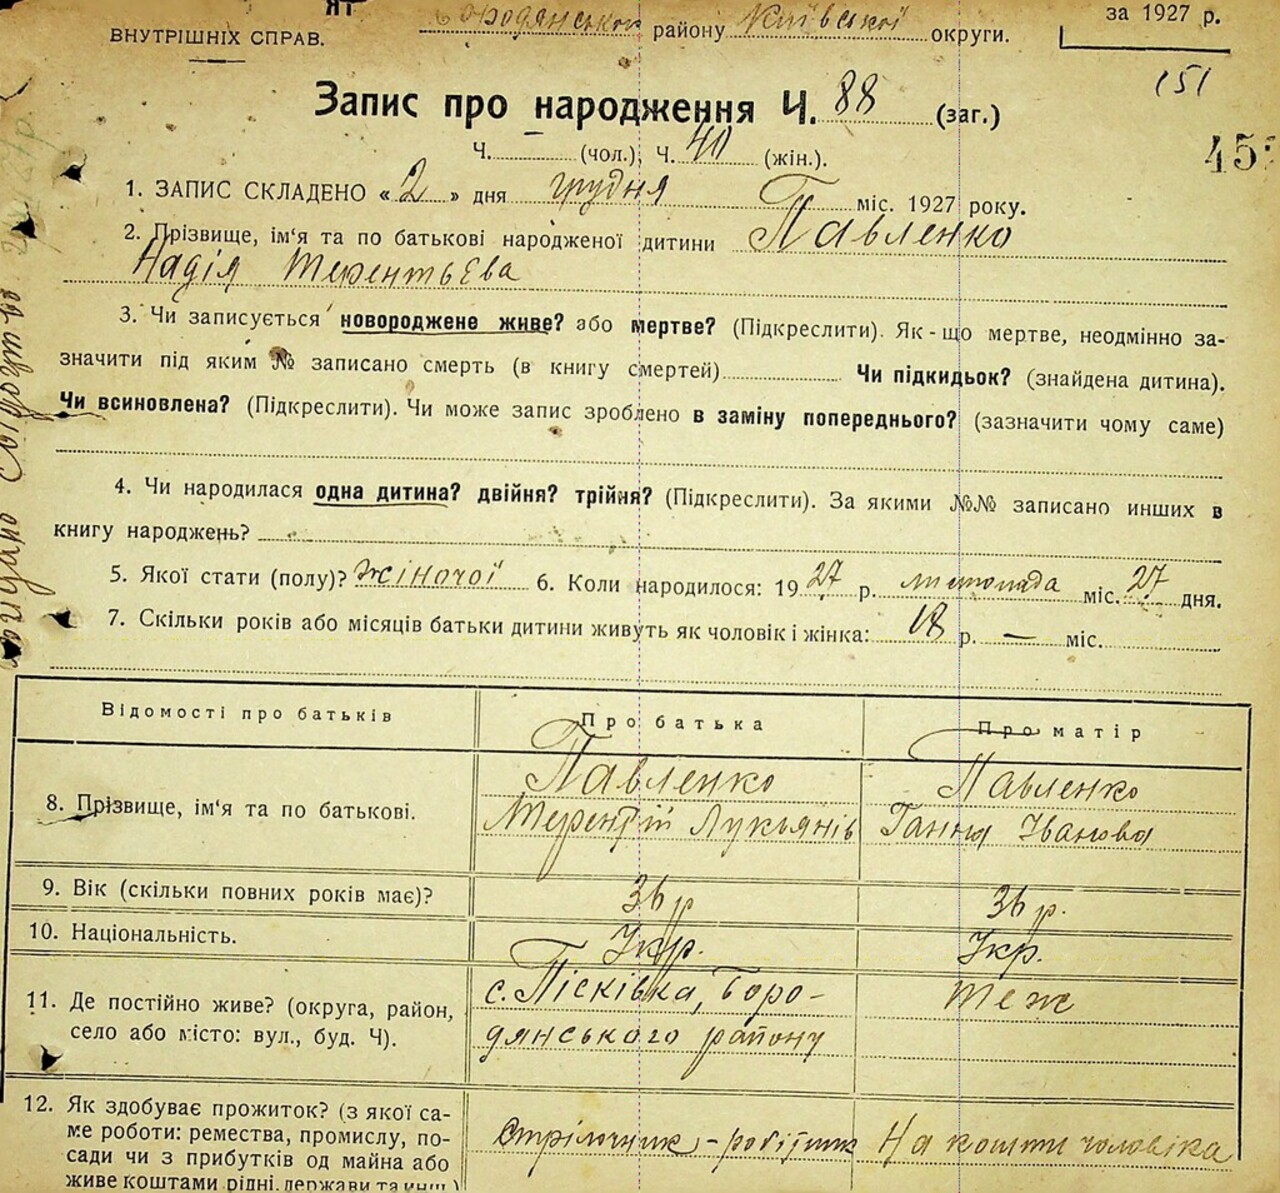 ВНУТРІШНІХ СПРАВ.
Бородянської району Київської округи.
за 1927 р.
151
Запис про народження Ч. 88 (заг.)
Ч. (чол.), Ч. 40 (жін.).
45
1. ЗАПИС СКЛАДЕНО «2» дня грудня міс. 1927 року.
2. Прізвище, ім‘я та по батькові народженої дитини Павленко
Надія Терентьєва
3. Чи записується новороджене живе? або мертве? (Підкреслити). Як-що мертве, неодмінно за-
значити під яким № записано смерть (в книгу смертей) Чи підкидьок? (знайдена дитина).
Чи всиновлена? (Підкреслити). Чи може запис зроблено в заміну попереднього? (зазначити чому саме)
4. Чи народилася одна дитина? двійня? трійня? (Підкреслити). За якими №№ записано инших в
книгу народжень?
5. Якої стати (полу)? жіночої 6. Коли народилося: 1927 р. листопада міс. 27 дня.
7. Скільки років або місяців батьки дитини живуть як чоловік і жінка: 18 р. — міс.
Відомості про батьків Про батька Про матір
8. Прізвище, ім‘я та по батькові.
Павленко
Терентій Лукьянів
Павленко
Ганна Іванова
9. Вік (скільки повних років має)? 36 р 36 р.
10. Національність. Укр. Укр.
11. Де постійно живе? (округа, район,
село або місто: вул., буд. Ч).
с. Пісківка, Боро-
дянського району
теж
12. Як здобуває прожиток? (з якої са-
ме роботи: ремества, промислу, по-
сади чи з прибутків од майна або
живе коштами рідні, держави та инш.)
Стрілочник - робітник
На кошти чоловіка